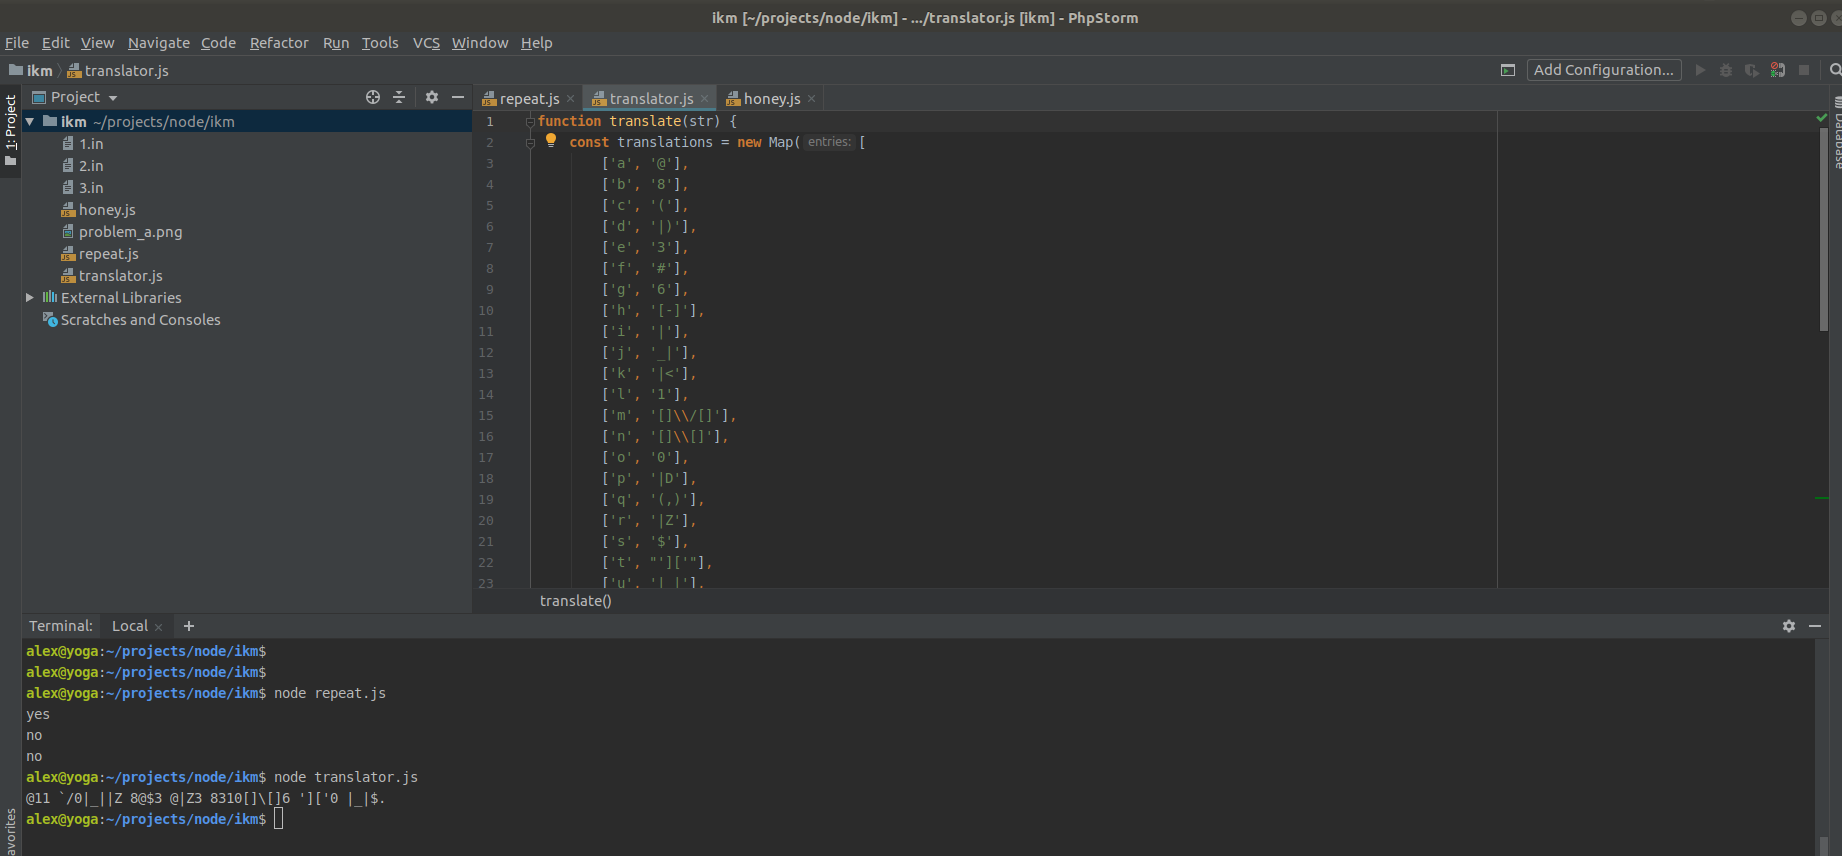 ikm [~/projects/node/ikm] - .../translator.js [ikm] - PhpStorm
File Edit View Navigate Code Refactor Run Tools VCS Window Help
ikm translator.js
Add Configuration...
1: Project
Project
ikm ~/projects/node/ikm
1.in
2.in
3.in
honey.js
problem_a.png
repeat.js
translator.js
External Libraries
Scratches and Consoles
repeat.js translator.js honey.js
1 function translate(str) {
2 const translations = new Map( entries: [
3 ['a', '@'],
4 ['b', '8'],
5 ['c', '('],
6 ['d', '|)'],
7 ['e', '3'],
8 ['f', '#'],
9 ['g', '6'],
10 ['h', '[-]'],
11 ['i', '|'],
12 ['j', '_|'],
13 ['k', '|<'],
14 ['l', '1'],
15 ['m', '[]\\/[]'],
16 ['n', '[]\\[]'],
17 ['o', '0'],
18 ['p', '|D'],
19 ['q', '(,)'],
20 ['r', '|Z'],
21 ['s', '$'],
22 ['t', "']['"],
23 ['u', '|_|'],
translate()
Database
Terminal: Local +
alex@yoga:~/projects/node/ikm$
alex@yoga:~/projects/node/ikm$
alex@yoga:~/projects/node/ikm$ node repeat.js
yes
no
no
alex@yoga:~/projects/node/ikm$ node translator.js
@11 `/0|_||Z 8@$3 @|Z3 8310[]\[]6 ']['0 |_|$.
alex@yoga:~/projects/node/ikm$
avorites